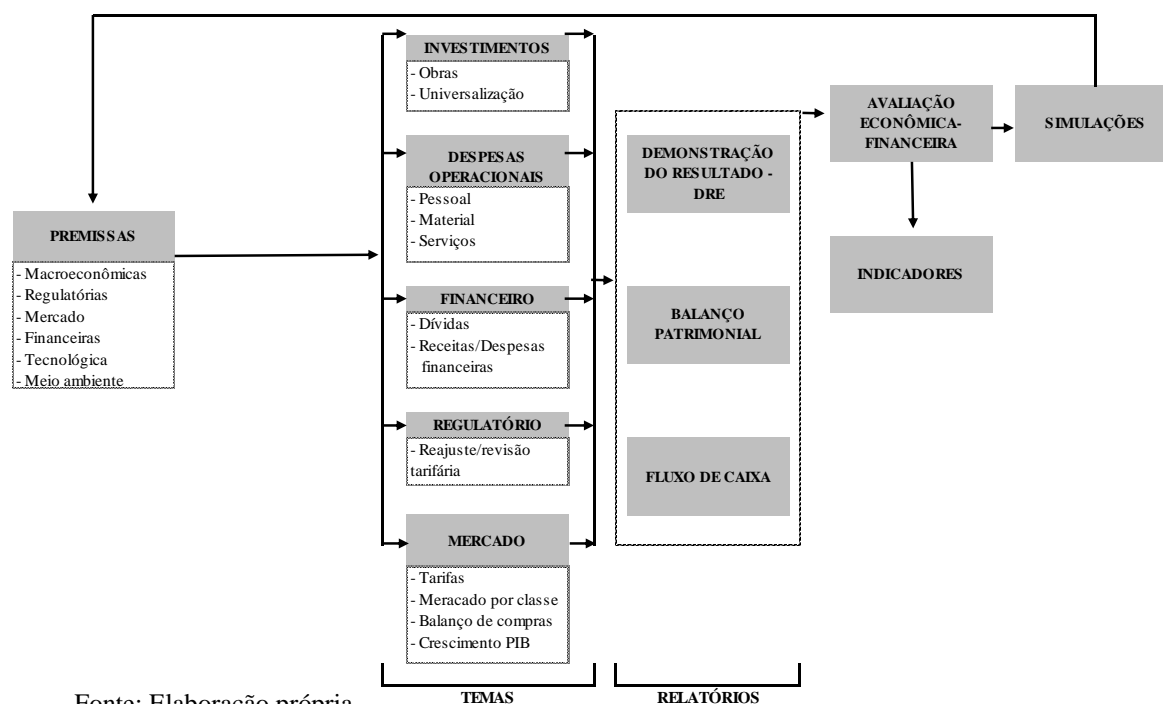 INVESTIMENTOS
- Obras
- Universalização
DESPESAS
OPERACIONAIS
- Pessoal
- Material
- Serviços
PREMISSAS
- Macroeconômicas
- Regulatórias
- Mercado
- Financeiras
- Tecnológica
- Meio ambiente
FINANCEIRO
- Dívidas
- Receitas/Despesas
financeiras
REGULATÓRIO
- Reajuste/revisão
tarifária
MERCADO
- Tarifas
- Meracado por classe
- Balanço de compras
- Crescimento PIB
TEMAS
DEMONSTRAÇÃO
DO RESULTADO -
DRE
BALANÇO
PATRIMONIAL
FLUXO DE CAIXA
RELATÓRIOS
AVALIAÇÃO
ECONÔMICA-
FINANCEIRA
SIMULAÇÕES
INDICADORES
Fonte: Elaboração própria